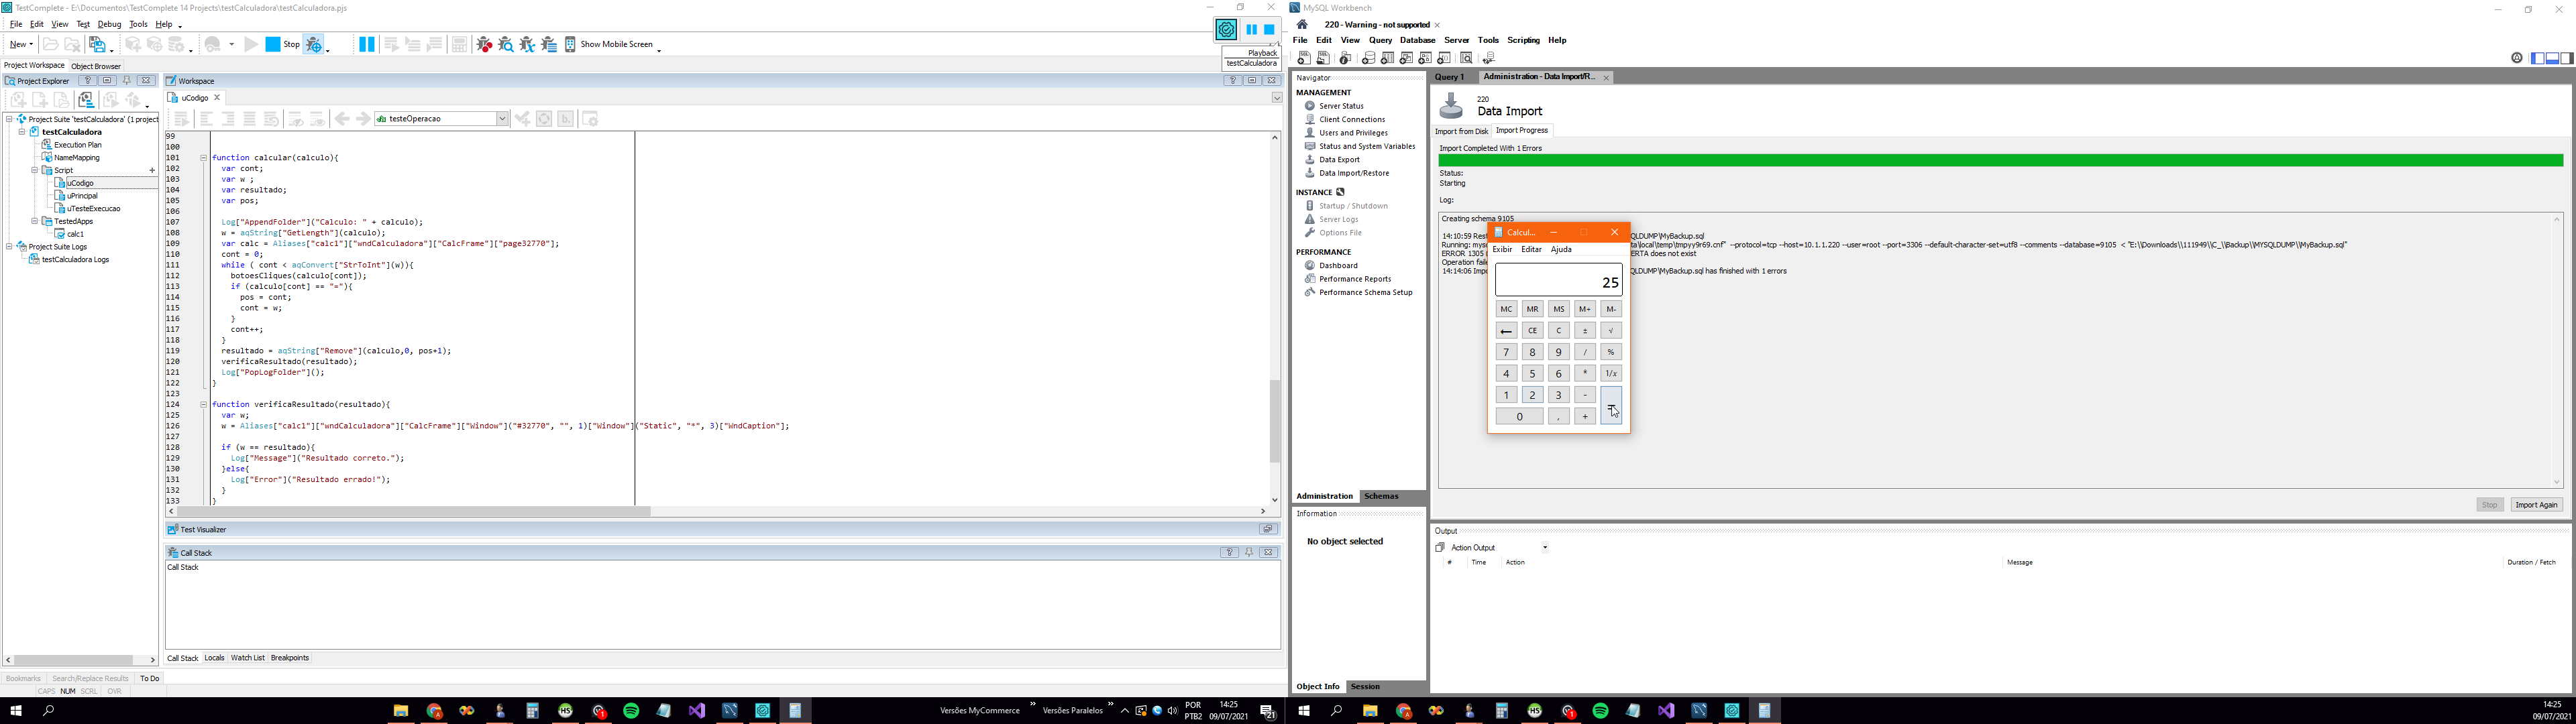 TestComplete - E:\Documentos\TestComplete 14 Projects\testCalculadora\testCalculadora.pjs
File Edit View Test Debug Tools Help
New Stop Show Mobile Screen
Playback
testCalculadora
Project Workspace Object Browser
Project Explorer
Project Suite 'testCalculadora' (1 project
testCalculadora
Execution Plan
NameMapping
Script
uCodigo
uPrincipal
uTesteExecucao
TestedApps
calc1
Project Suite Logs
testCalculadora Logs
Workspace
uCodigo
testeOperacao
99
100
101 function calcular(calculo){
102 var cont;
103 var w ;
104 var resultado;
105 var pos;
106
107 Log["AppendFolder"]("Calculo: " + calculo);
108 w = aqString["GetLength"](calculo);
109 var calc = Aliases["calc1"]["wndCalculadora"]["CalcFrame"]["page32770"];
110 cont = 0;
111 while ( cont < aqConvert["StrToInt"](w)){
112 botoesCliques(calculo[cont]);
113 if (calculo[cont] == "="){
114 pos = cont;
115 cont = w;
116 }
117 cont++;
118 }
119 resultado = aqString["Remove"](calculo,0, pos+1);
120 verificaResultado(resultado);
121 Log["PopLogFolder"]();
122 }
123
124 function verificaResultado(resultado){
125 var w;
126 w = Aliases["calc1"]["wndCalculadora"]["CalcFrame"]["Window"]("#32770", "", 1)["Window"]("Static", "*", 3)["WndCaption"];
127
128 if (w == resultado){
129 Log["Message"]("Resultado correto.");
130 }else{
131 Log["Error"]("Resultado errado!");
132 }
133 }
Test Visualizer
Call Stack
Call Stack
Call Stack Locals Watch List Breakpoints
Bookmarks Search/Replace Results To Do
CAPS NUM SCRL OVR
Versões MyCommerce Versões Paralelos
POR
PTB2
14:25
09/07/2021
21
MySQL Workbench
220 - Warning - not supported
File Edit View Query Database Server Tools Scripting Help
Navigator
MANAGEMENT
Server Status
Client Connections
Users and Privileges
Status and System Variables
Data Export
Data Import/Restore
INSTANCE
Startup / Shutdown
Server Logs
Options File
PERFORMANCE
Dashboard
Performance Reports
Performance Schema Setup
Administration Schemas
Information
No object selected
Object Info Session
Query 1 Administration - Data Import/R...
220
Data Import
Import from Disk Import Progress
Import Completed With 1 Errors
Status:
Starting
Log:
Creating schema 9105
14:10:59 Rest
QLDUMP\MyBackup.sql
Running: mysq
ta\local\temp\tmpyy9r69.cnf" --protocol=tcp --host=10.1.1.220 --user=root --port=3306 --default-character-set=utf8 --comments --database=9105 < "E:\\Downloads\\111949\\C_\\Backup\\MYSQLDUMP\\MyBackup.sql"
ERROR 1305
ERTA does not exist
Operation faile
14:14:06 Impo
QLDUMP\MyBackup.sql has finished with 1 errors
Stop Import Again
Calcul...
Exibir Editar Ajuda
25
MC MR MS M+ M-
← CE C ± √
7 8 9 / %
4 5 6 * 1/x
1 2 3 - =
0 . +
Output
Action Output
# Time Action Message Duration / Fetch
14:25
09/07/2021